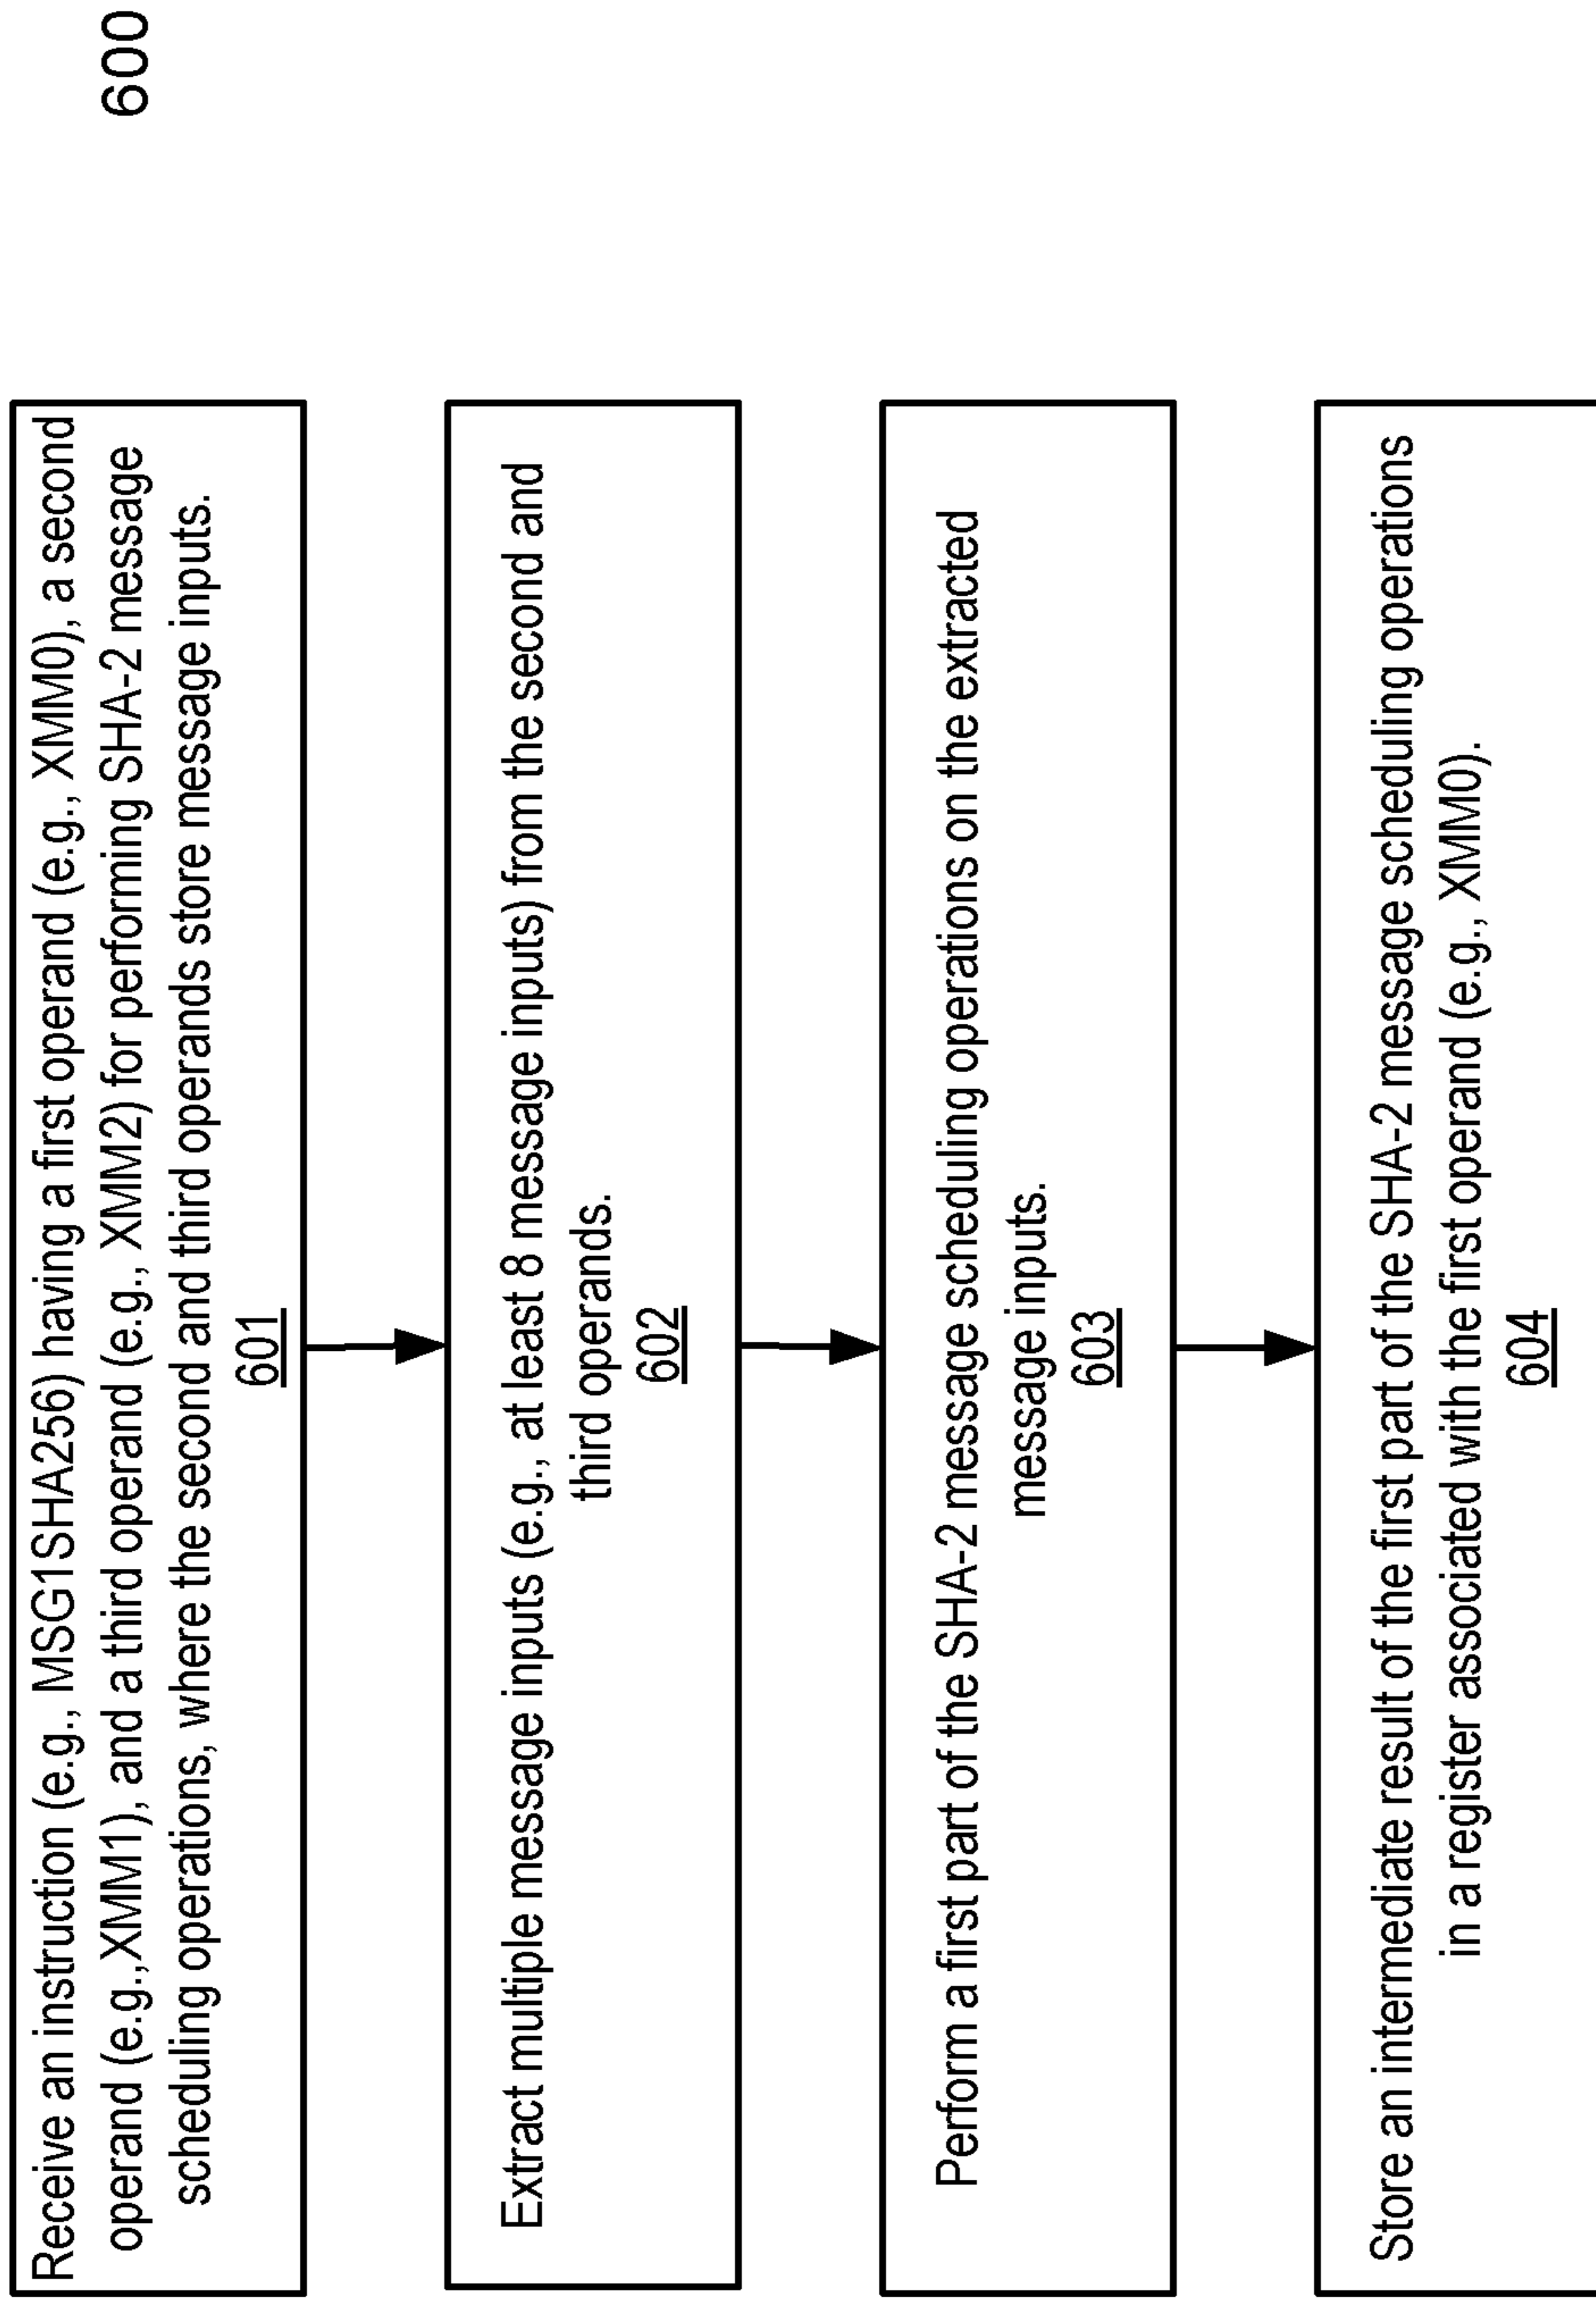 600
Receive an instruction (e.g., MSG1SHA256) having a first operand (e.g., XMM0), a second
operand (e.g.,XMM1), and a third operand (e.g., XMM2) for performing SHA-2 message
scheduling operations, where the second and third operands store message inputs.
601
Extract multiple message inputs (e.g., at least 8 message inputs) from the second and
third operands.
602
Perform a first part of the SHA-2 message scheduling operations on the extracted
message inputs.
603
Store an intermediate result of the first part of the SHA-2 message scheduling operations
in a register associated with the first operand (e.g., XMM0).
604